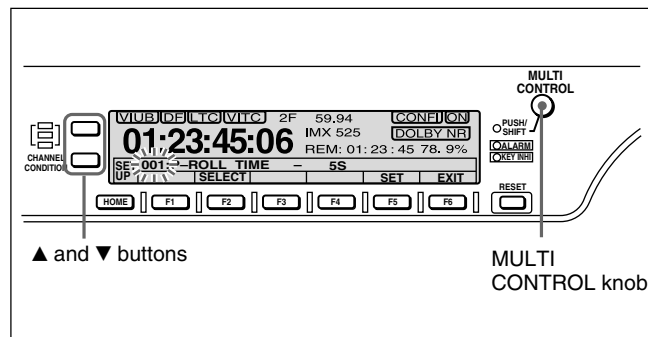 MULTI
CONTROL
VIUB DF LTC VITC 2F 59.94 CONFI ON
01:23:45:06 IMX 525 DOLBY NR
REM: 01:23:45 78.9%
PUSH/
SHIFT
ALARM
KEY INHI
CHANNEL
CONDITION
SE 001: –ROLL TIME – 5S
UP SELECT SET EXIT
RESET
HOME F1 F2 F3 F4 F5 F6
▲ and ▼ buttons
MULTI
CONTROL knob